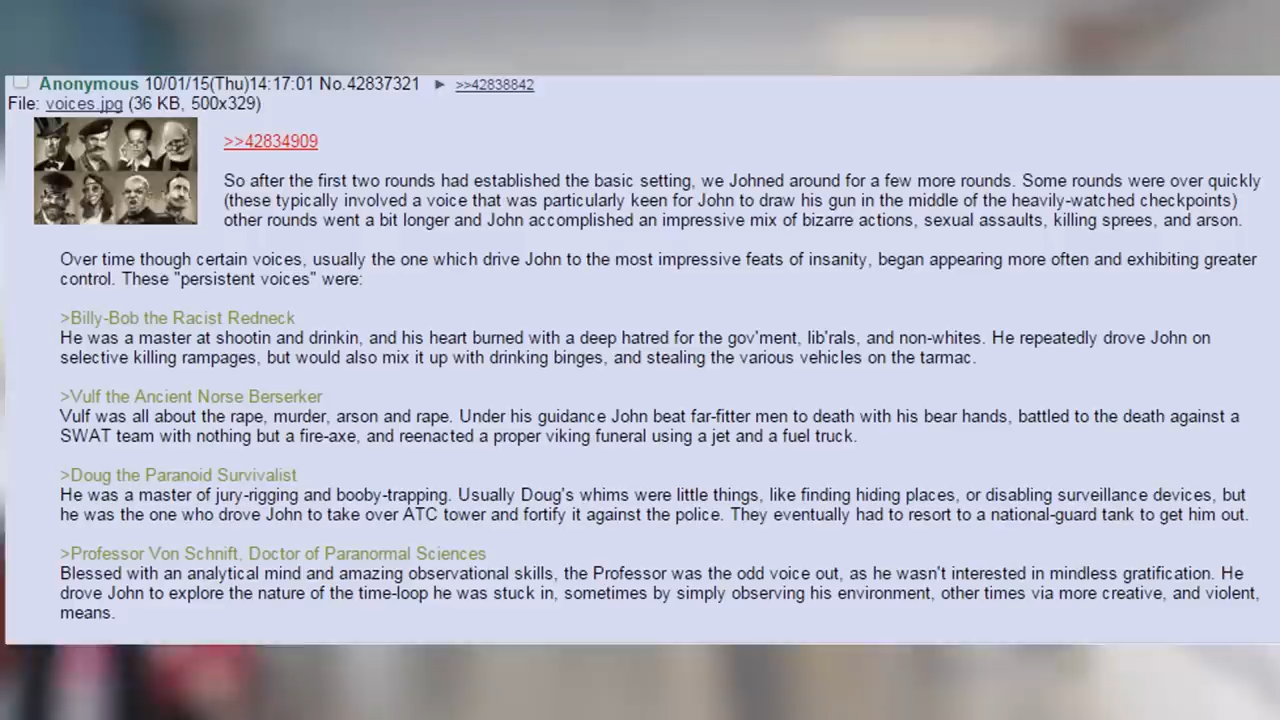 Anonymous 10/01/15(Thu)14:17:01 No.42837321 ▶ >>42838842
File: voices.jpg (36 KB, 500x329)
>>42834909
So after the first two rounds had established the basic setting, we Johned around for a few more rounds. Some rounds were over quickly
(these typically involved a voice that was particularly keen for John to draw his gun in the middle of the heavily-watched checkpoints)
other rounds went a bit longer and John accomplished an impressive mix of bizarre actions, sexual assaults, killing sprees, and arson.
Over time though certain voices, usually the one which drive John to the most impressive feats of insanity, began appearing more often and exhibiting greater
control. These "persistent voices" were:
>Billy-Bob the Racist Redneck
He was a master at shootin and drinkin, and his heart burned with a deep hatred for the gov'ment, lib'rals, and non-whites. He repeatedly drove John on
selective killing rampages, but would also mix it up with drinking binges, and stealing the various vehicles on the tarmac.
>Vulf the Ancient Norse Berserker
Vulf was all about the rape, murder, arson and rape. Under his guidance John beat far-fitter men to death with his bear hands, battled to the death against a
SWAT team with nothing but a fire-axe, and reenacted a proper viking funeral using a jet and a fuel truck.
>Doug the Paranoid Survivalist
He was a master of jury-rigging and booby-trapping. Usually Doug's whims were little things, like finding hiding places, or disabling surveillance devices, but
he was the one who drove John to take over ATC tower and fortify it against the police. They eventually had to resort to a national-guard tank to get him out.
>Professor Von Schnift, Doctor of Paranormal Sciences
Blessed with an analytical mind and amazing observational skills, the Professor was the odd voice out, as he wasn't interested in mindless gratification. He
drove John to explore the nature of the time-loop he was stuck in, sometimes by simply observing his environment, other times via more creative, and violent,
means.